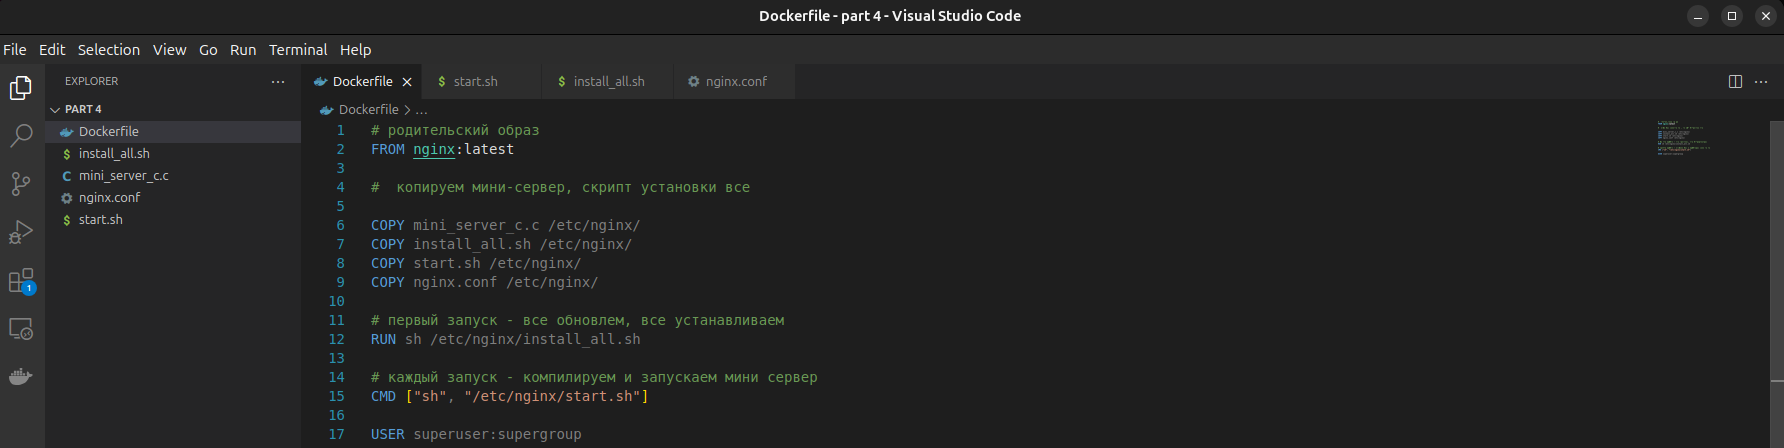 Dockerfile - part 4 - Visual Studio Code
File Edit Selection View Go Run Terminal Help
EXPLORER
PART 4
Dockerfile
install_all.sh
mini_server_c.c
nginx.conf
start.sh
1
Dockerfile start.sh install_all.sh nginx.conf
Dockerfile > ...
1 # родительский образ
2 FROM nginx:latest
3
4 #  копируем мини-сервер, скрипт установки все
5
6 COPY mini_server_c.c /etc/nginx/
7 COPY install_all.sh /etc/nginx/
8 COPY start.sh /etc/nginx/
9 COPY nginx.conf /etc/nginx/
10
11 # первый запуск - все обновлем, все устанавливаем
12 RUN sh /etc/nginx/install_all.sh
13
14 # каждый запуск - компилируем и запускаем мини сервер
15 CMD ["sh", "/etc/nginx/start.sh"]
16
17 USER superuser:supergroup